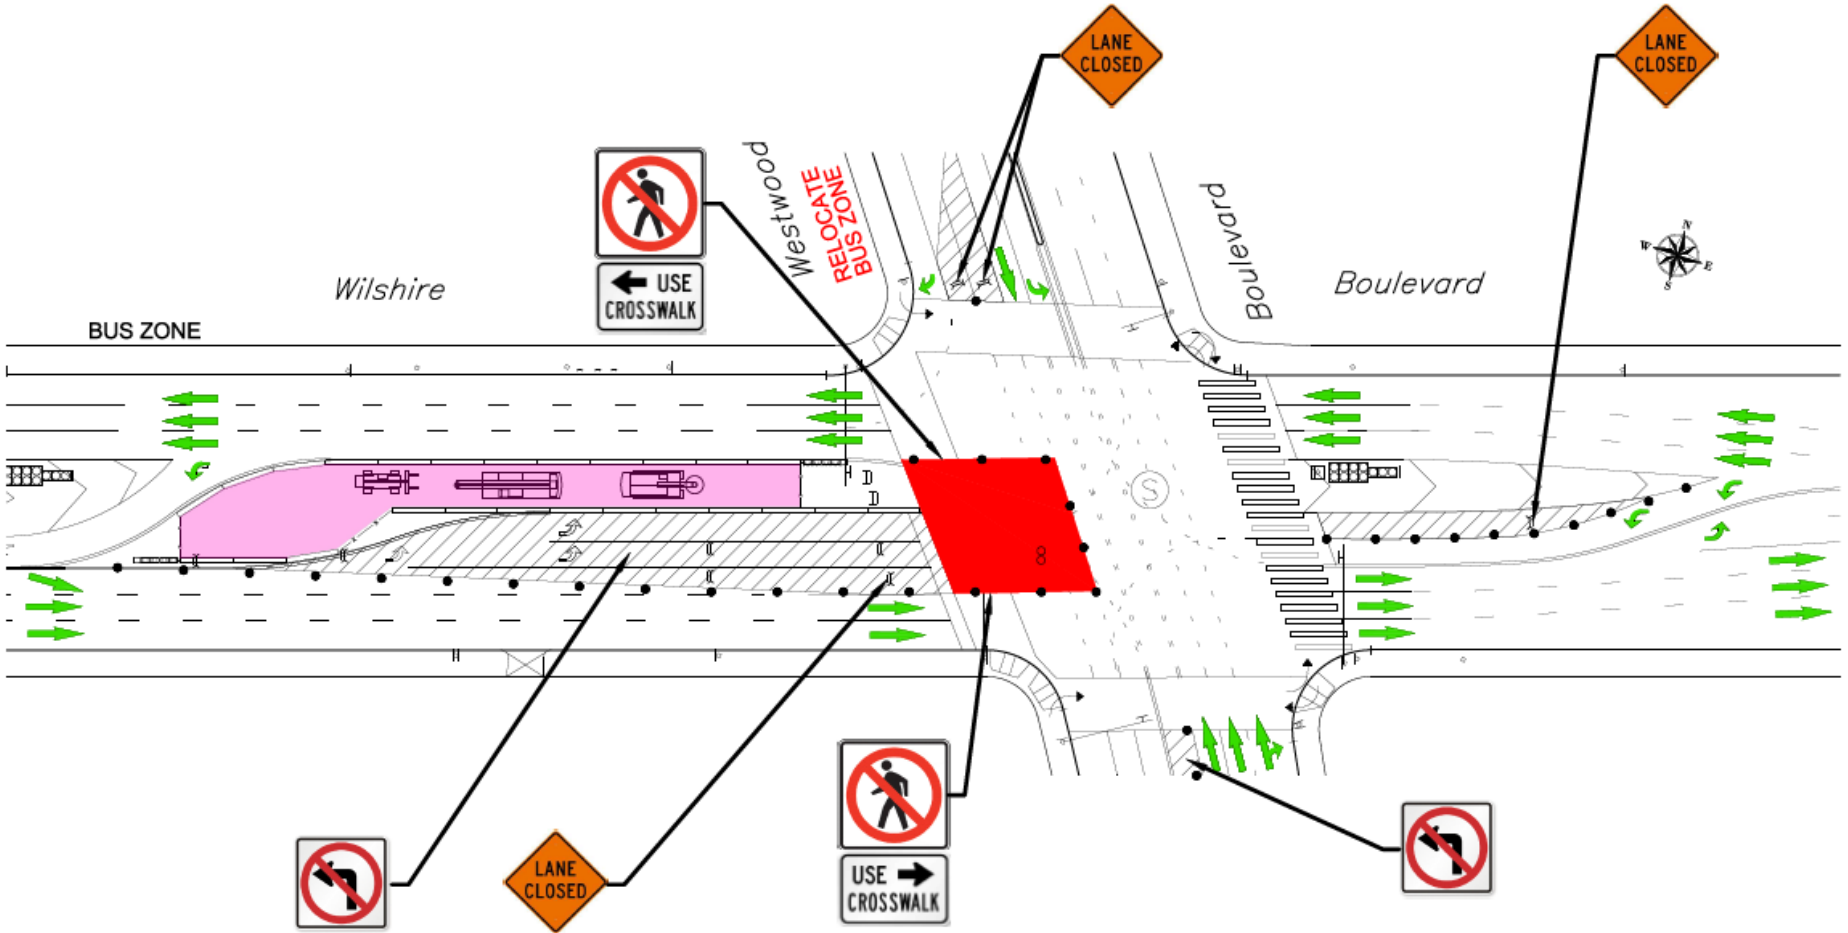 LANE
CLOSED
LANE
CLOSED
Westwood
RELOCATE
BUS ZONE
Boulevard
← USE
CROSSWALK
Wilshire
Boulevard
N
W
E
S
BUS ZONE
S
8
USE →
CROSSWALK
LANE
CLOSED